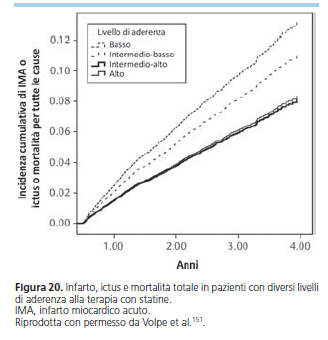 Incidenza cumulativa di IMA o
ictus o mortalità per tutte le cause
0.12
0.10
0.08
0.06
0.04
0.02
0.00
Livello di aderenza
Basso
Intermedio-basso
Intermedio-alto
Alto
1.00 2.00 3.00 4.00
Anni
Figura 20. Infarto, ictus e mortalità totale in pazienti con diversi livelli
di aderenza alla terapia con statine.
IMA, infarto miocardico acuto.
Riprodotta con permesso da Volpe et al.151.